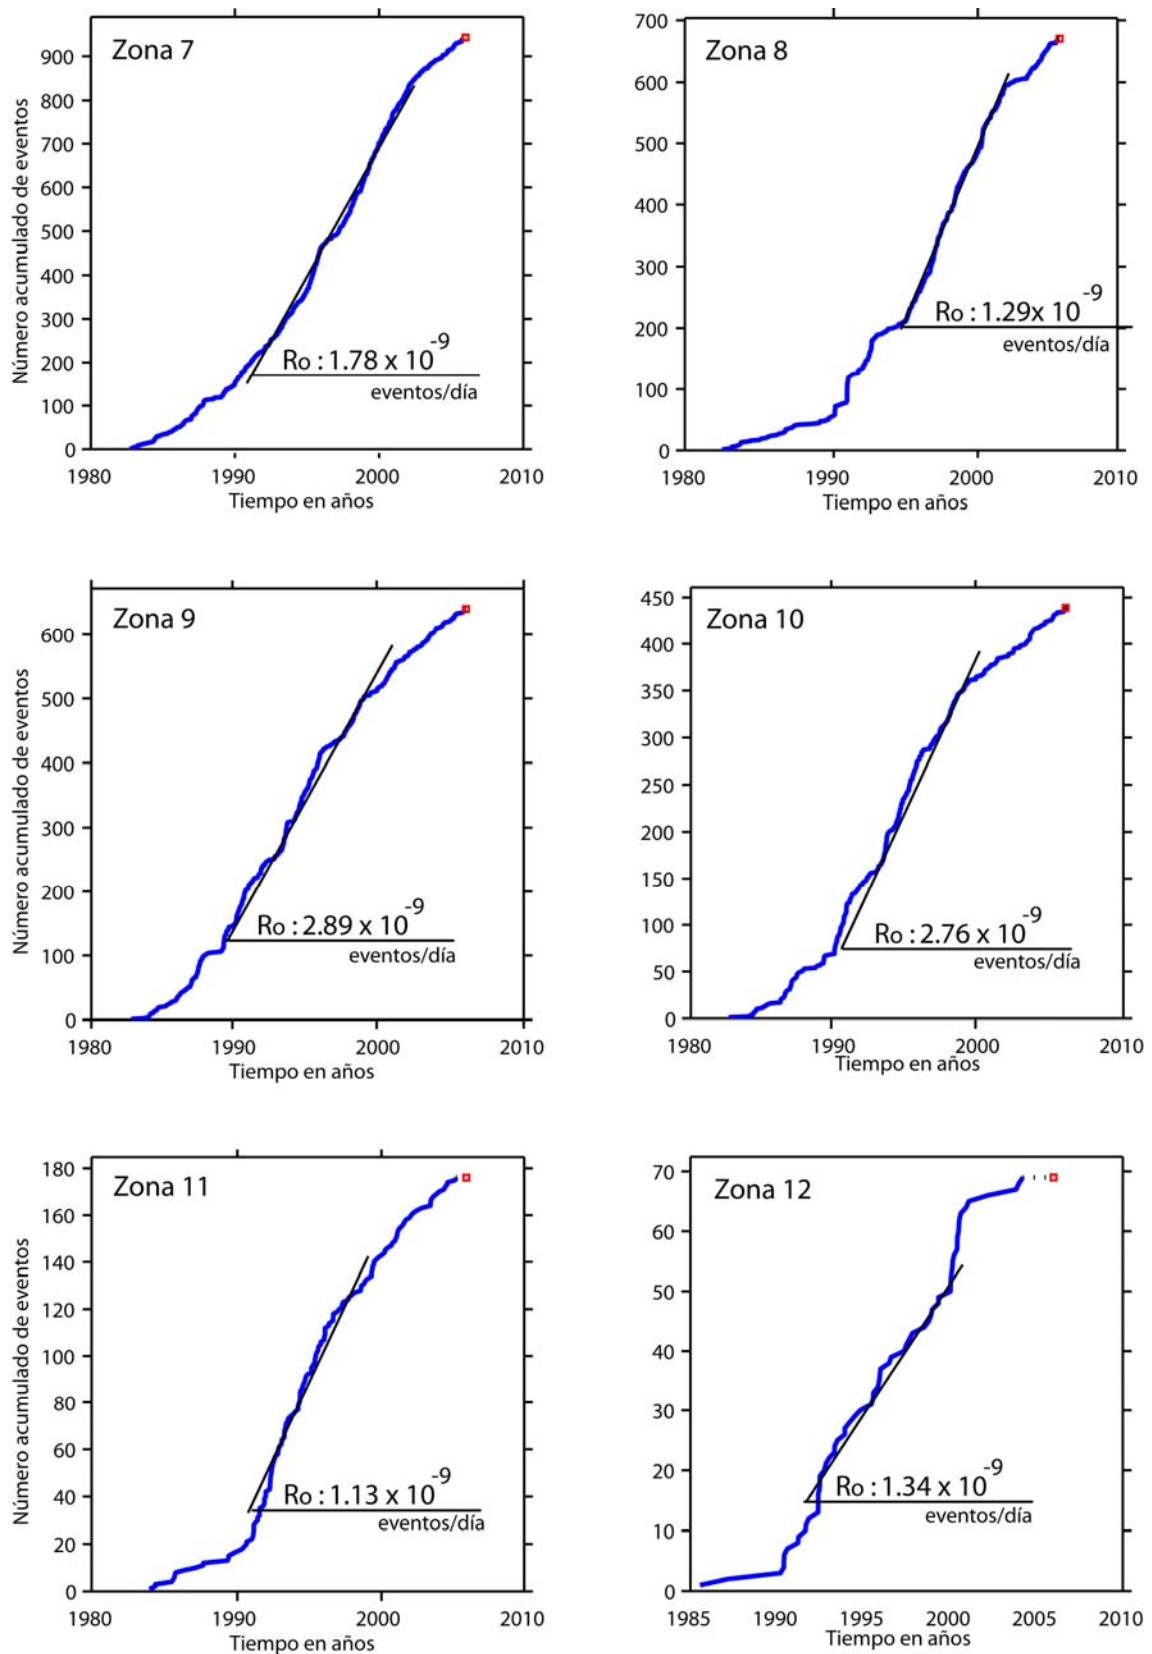 Zona 7
Número acumulado de eventos
900
800
700
600
500
400
300
200
100
0
Ro : 1.78 x 10⁻⁹
eventos/día
1980
1990
2000
2010
Tiempo en años
Zona 8
700
600
500
400
300
200
100
0
Ro : 1.29x 10⁻⁹
eventos/día
1980
1990
2000
2010
Tiempo en años
Zona 9
Número acumulado de eventos
600
500
400
300
200
100
0
Ro : 2.89 x 10⁻⁹
eventos/día
1980
1990
2000
2010
Tiempo en años
Zona 10
450
400
350
300
250
200
150
100
50
0
Ro : 2.76 x 10⁻⁹
eventos/día
1980
1990
2000
2010
Tiempo en años
Zona 11
Número acumulado de eventos
180
160
140
120
100
80
60
40
20
0
Ro : 1.13 x 10⁻⁹
eventos/día
1980
1990
2000
2010
Tiempo en años
Zona 12
70
60
50
40
30
20
10
0
Ro : 1.34 x 10⁻⁹
eventos/día
1985
1990
1995
2000
2005
2010
Tiempo en años